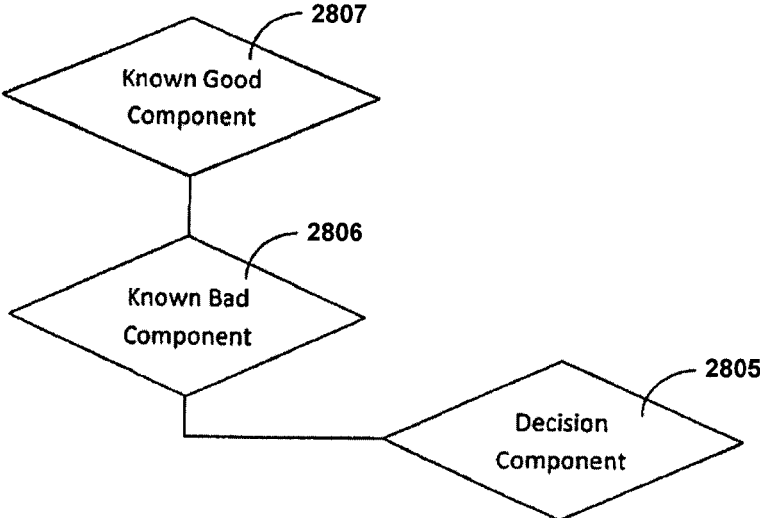 2807
Known Good
Component
2806
Known Bad
Component
2805
Decision
Component